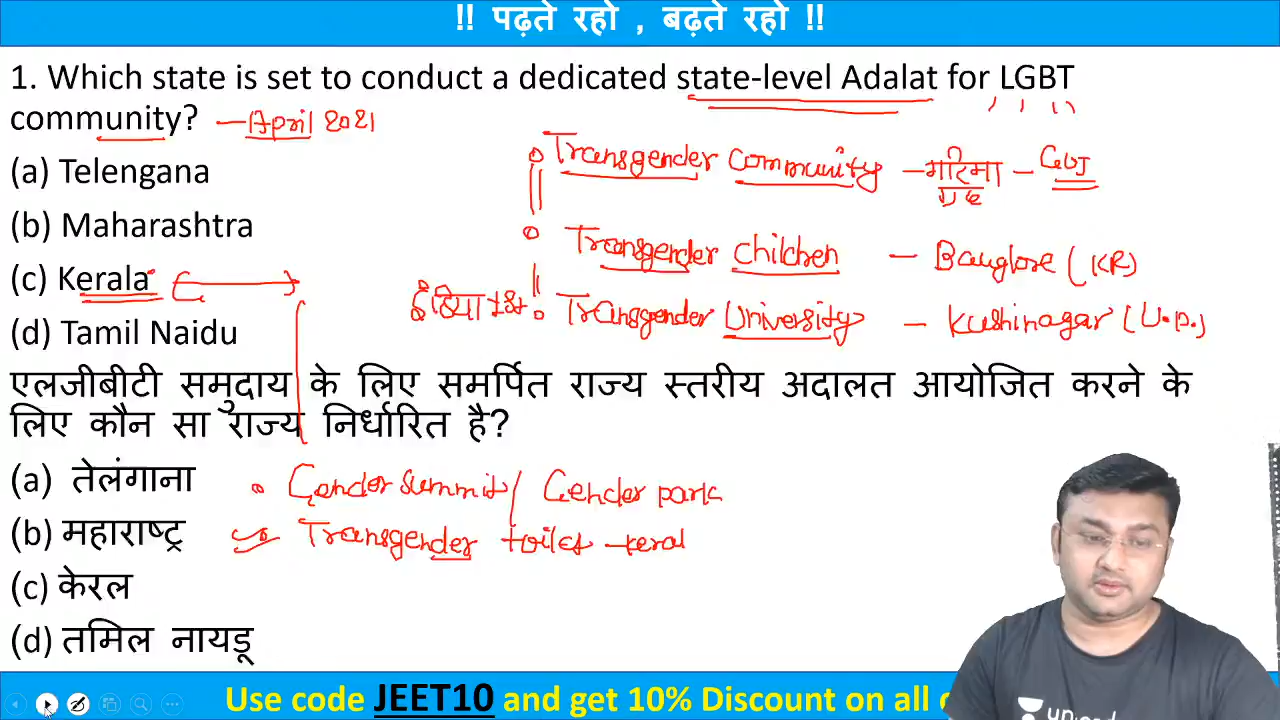 !! पढ़ते रहो , बढ़ते रहो !!
1. Which state is set to conduct a dedicated state-level Adalat for LGBT
community? – April 2021
(a) Telengana
(b) Maharashtra
(c) Kerala
(d) Tamil Naidu
Transgender community – गरिमा गृह – GUJ
Transgender children – Banglore (KR)
Transgender University – Kushinagar (U.P.)
एलजीबीटी समुदाय के लिए समर्पित राज्य स्तरीय अदालत आयोजित करने के
लिए कौन सा राज्य निर्धारित है?
(a) तेलंगाना
(b) महाराष्ट्र
(c) केरल
(d) तमिल नायडू
Gender summit / Gender park
Transgender toilet – Keral
Use code JEET10 and get 10% Discount on all